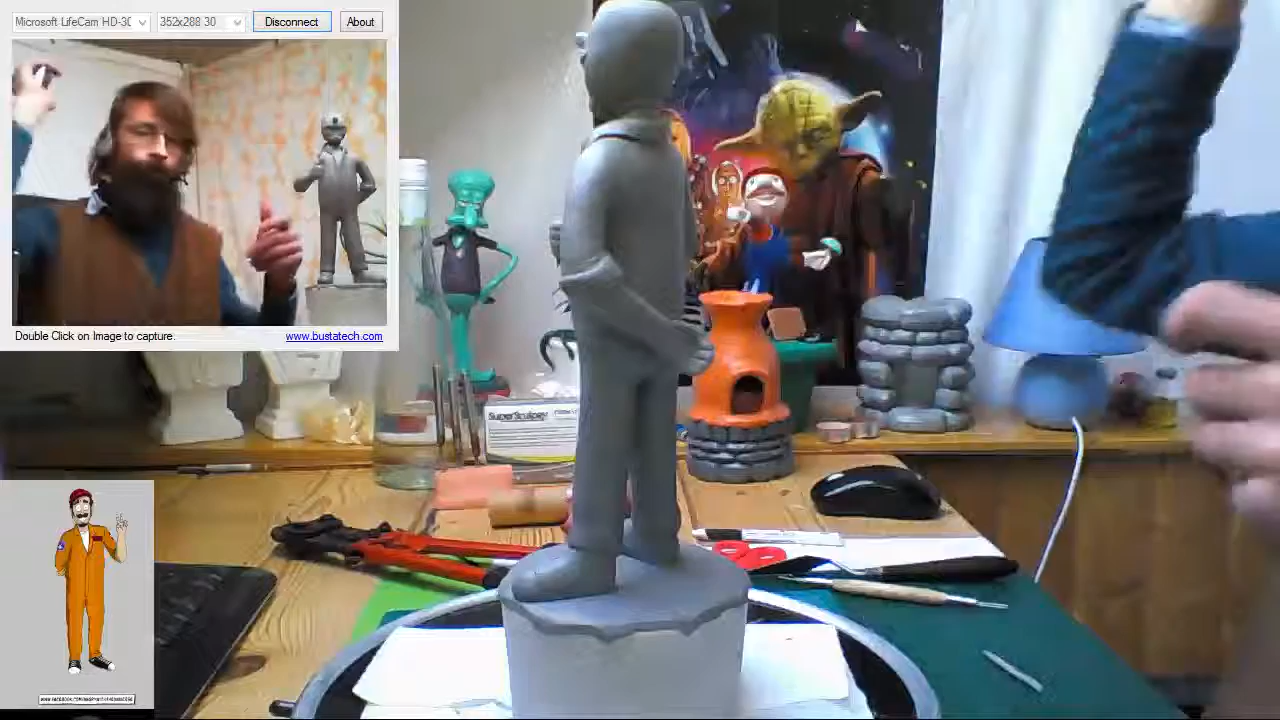 Microsoft LifeCam HD-30
352x288 30
Disconnect
About
Double Click on Image to capture.
www.bustatech.com
SuperSculpey